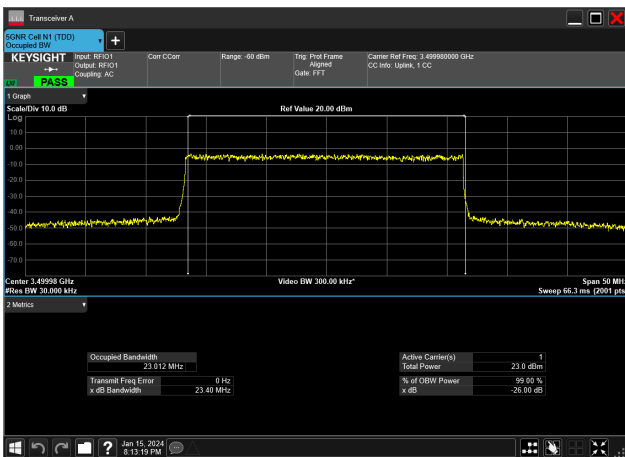 Transceiver A
5GNR Cell N1 (TDD)
Occupied BW
KEYSIGHT
LV PASS
Input: RFIO1
Output: RFIO1
Coupling: AC
Corr CCorr
Range: -60 dBm
Trig: Prot Frame
Aligned
Gate: FFT
Carrier Ref Freq: 3.499980000 GHz
CC Info: Uplink, 1 CC
1 Graph
Scale/Div 10.0 dB
Ref Value 20.00 dBm
Log
10.0
0.00
-10.0
-20.0
-30.0
-40.0
-50.0
-60.0
-70.0
Center 3.49998 GHz
Video BW 300.00 kHz*
Span 50 MHz
#Res BW 30.000 kHz
Sweep 66.3 ms (2001 pts
2 Metrics
Occupied Bandwidth
23.012 MHz
Active Carrier(s) 1
Total Power 23.0 dBm
Transmit Freq Error 0 Hz
x dB Bandwidth 23.40 MHz
% of OBW Power 99.00 %
x dB -26.00 dB
?
Jan 15, 2024
8:13:19 PM